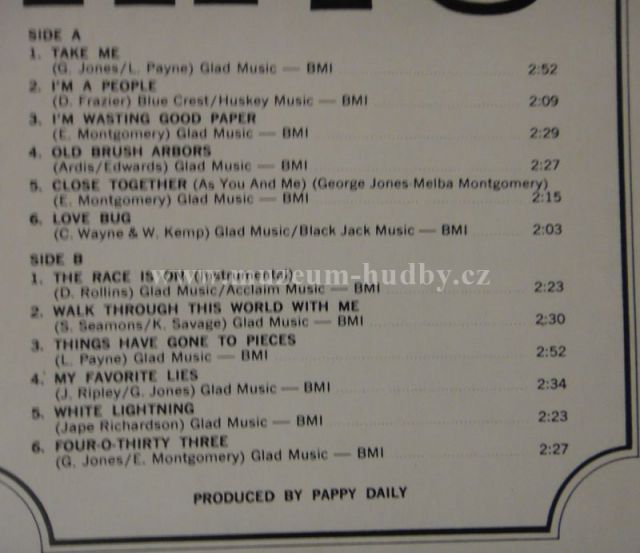 SIDE A
1. TAKE ME
(G. Jones/L. Payne) Glad Music — BMI 2:52
2. I'M A PEOPLE
(D. Frazier) Blue Crest/Huskey Music — BMI 2:09
3. I'M WASTING GOOD PAPER
(E. Montgomery) Glad Music — BMI 2:29
4. OLD BRUSH ARBORS
(Ardis/Edwards) Glad Music — BMI 2:27
5. CLOSE TOGETHER (As You And Me) (George Jones-Melba Montgomery)
(E. Montgomery) Glad Music — BMI 2:15
6. LOVE BUG
(C. Wayne & W. Kemp) Glad Music/Black Jack Music — BMI 2:03
SIDE B
1. THE RACE IS ON (Instrumental)
www.muzeum-hudby.cz
(D. Rollins) Glad Music/Acclaim Music — BMI 2:23
2. WALK THROUGH THIS WORLD WITH ME
(S. Seamons/K. Savage) Glad Music — BMI 2:30
3. THINGS HAVE GONE TO PIECES
(L. Payne) Glad Music — BMI 2:52
4. MY FAVORITE LIES
(J. Ripley/G. Jones) Glad Music — BMI 2:34
5. WHITE LIGHTNING
(Jape Richardson) Glad Music — BMI 2:23
6. FOUR-O-THIRTY THREE
(G. Jones/E. Montgomery) Glad Music — BMI 2:27
PRODUCED BY PAPPY DAILY